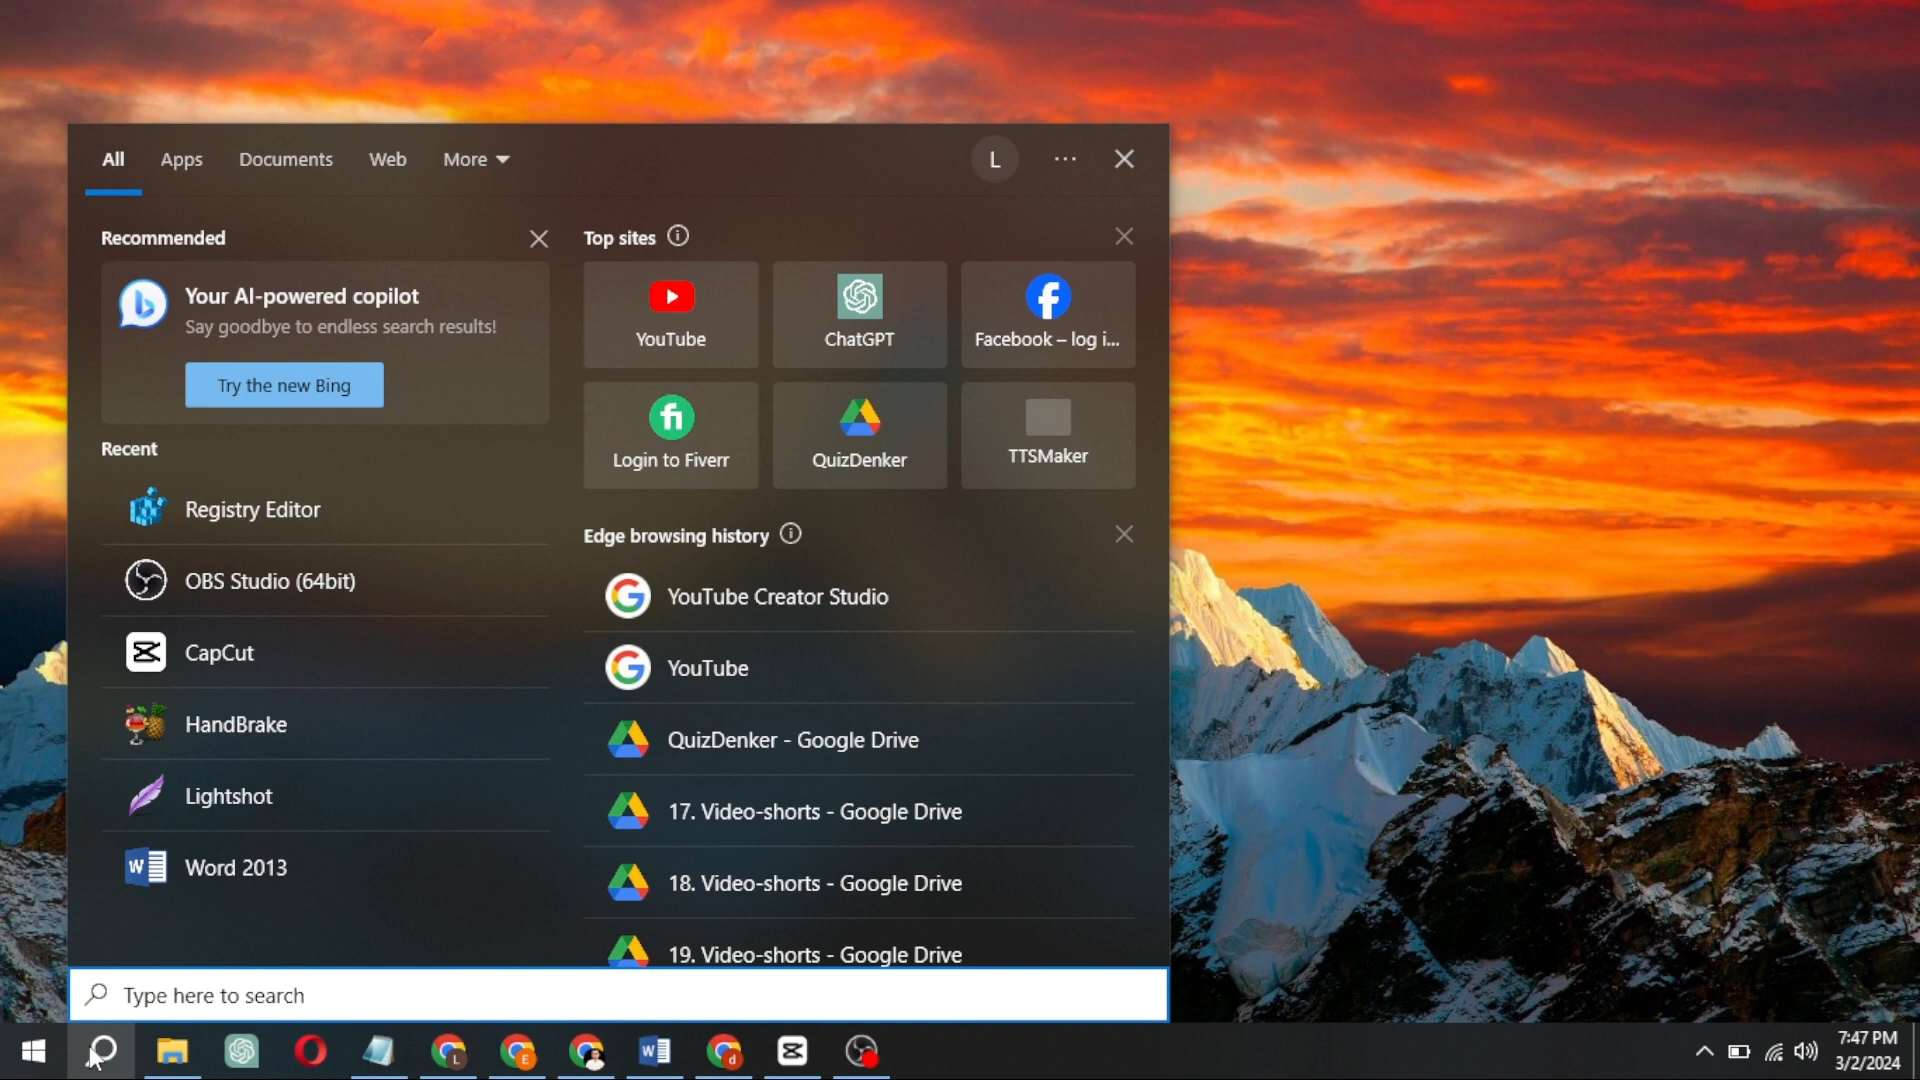 All Apps Documents Web More L
Recommended
Your AI-powered copilot
Say goodbye to endless search results!
Try the new Bing
Recent
Registry Editor
OBS Studio (64bit)
CapCut
HandBrake
Lightshot
Word 2013
Top sites
YouTube ChatGPT Facebook – log i...
Login to Fiverr QuizDenker TTSMaker
Edge browsing history
YouTube Creator Studio
YouTube
QuizDenker - Google Drive
17. Video-shorts - Google Drive
18. Video-shorts - Google Drive
19. Video-shorts - Google Drive
Type here to search
7:47 PM
3/2/2024